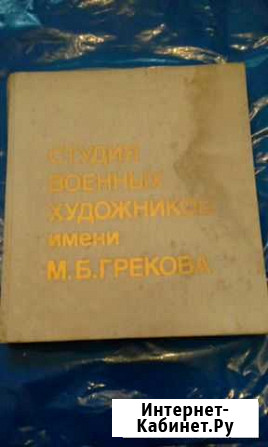 СТУДИЯ
ВОЕННЫХ
ХУДОЖНИКОВ
имени
М.Б.ГРЕКОВА
Интернет-
Кабинет.Ру